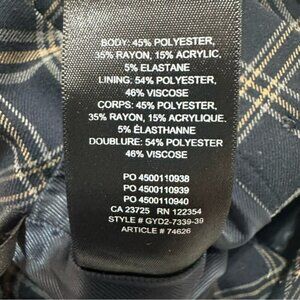 BODY: 45% POLYESTER,
35% RAYON, 15% ACRYLIC,
5% ELASTANE
LINING: 54% POLYESTER
46% VISCOSE
CORPS: 45% POLYESTER,
35% RAYON, 15% ACRYLIQUE,
5% ÉLASTHANNE
DOUBLURE: 54% POLYESTER
46% VISCOSE
PO 4500110938
PO 4500110939
PO 4500110940
CA 23725 RN 122354
STYLE # GYD2-7339-39
ARTICLE # 74626